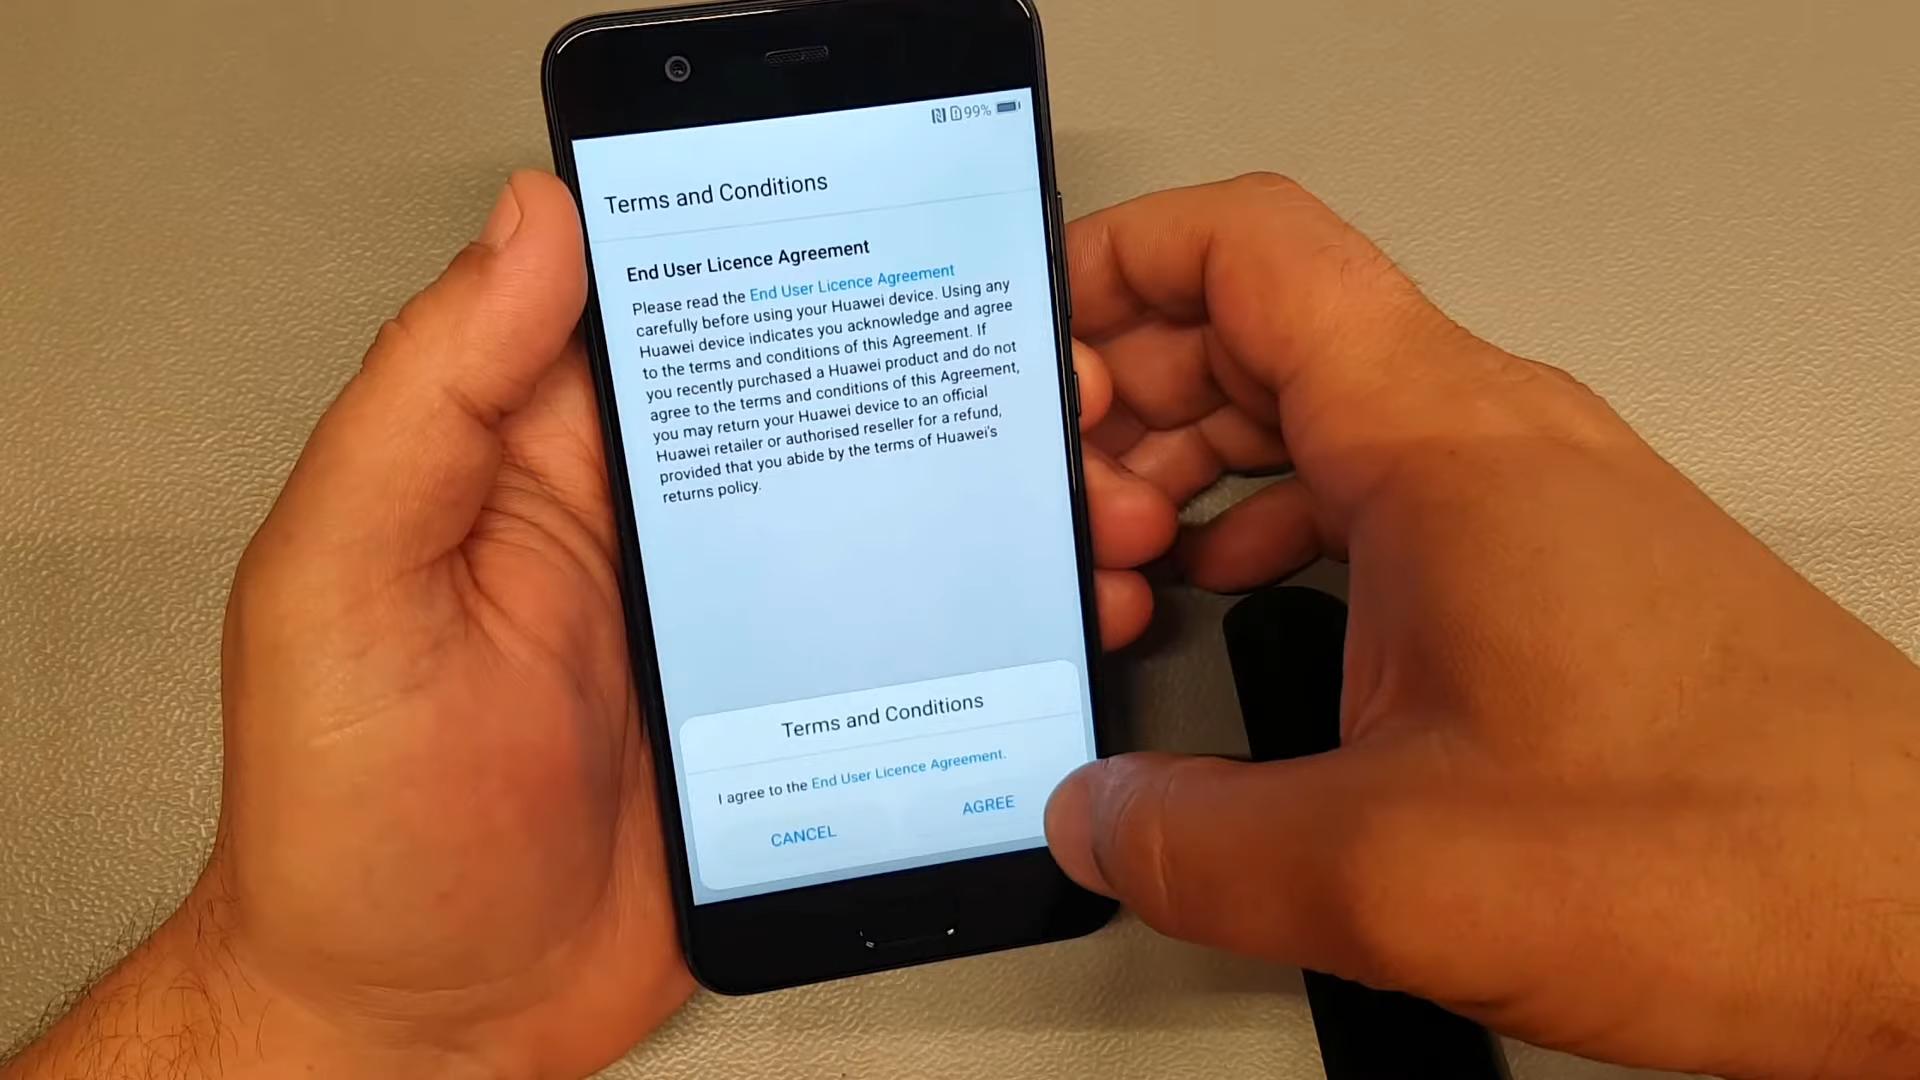 99%
Terms and Conditions
End User Licence Agreement
Please read the End User Licence Agreement
carefully before using your Huawei device. Using any
Huawei device indicates you acknowledge and agree
to the terms and conditions of this Agreement. If
you recently purchased a Huawei product and do not
agree to the terms and conditions of this Agreement,
you may return your Huawei device to an official
Huawei retailer or authorised reseller for a refund,
provided that you abide by the terms of Huawei's
returns policy.
Terms and Conditions
I agree to the End User Licence Agreement.
CANCEL AGREE